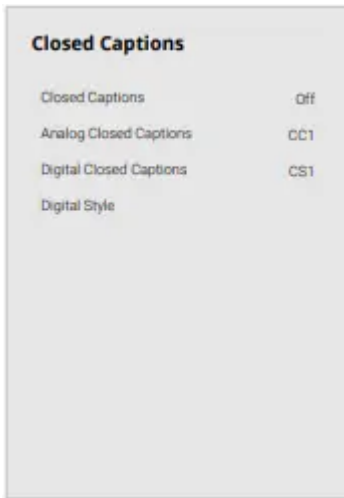 Closed Captions
Closed Captions Off
Analog Closed Captions CC1
Digital Closed Captions CS1
Digital Style